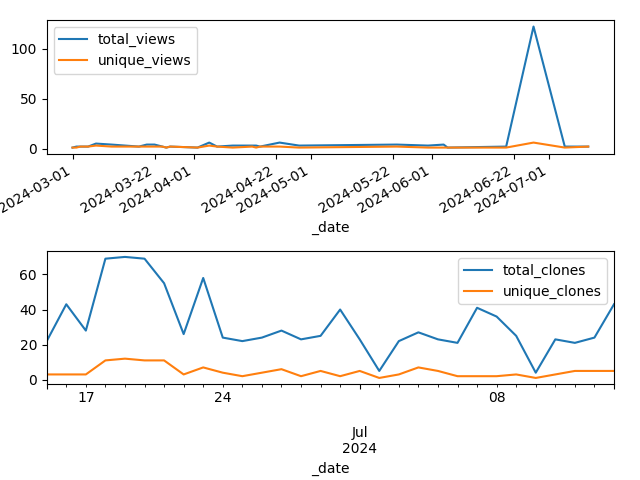 total_views
unique_views
100
50
0
2024-03-01
2024-03-22
2024-04-01
2024-04-22
2024-05-01
2024-05-22
2024-06-01
2024-06-22
2024-07-01
_date
total_clones
unique_clones
60
40
20
0
17
24
08
Jul
2024
_date